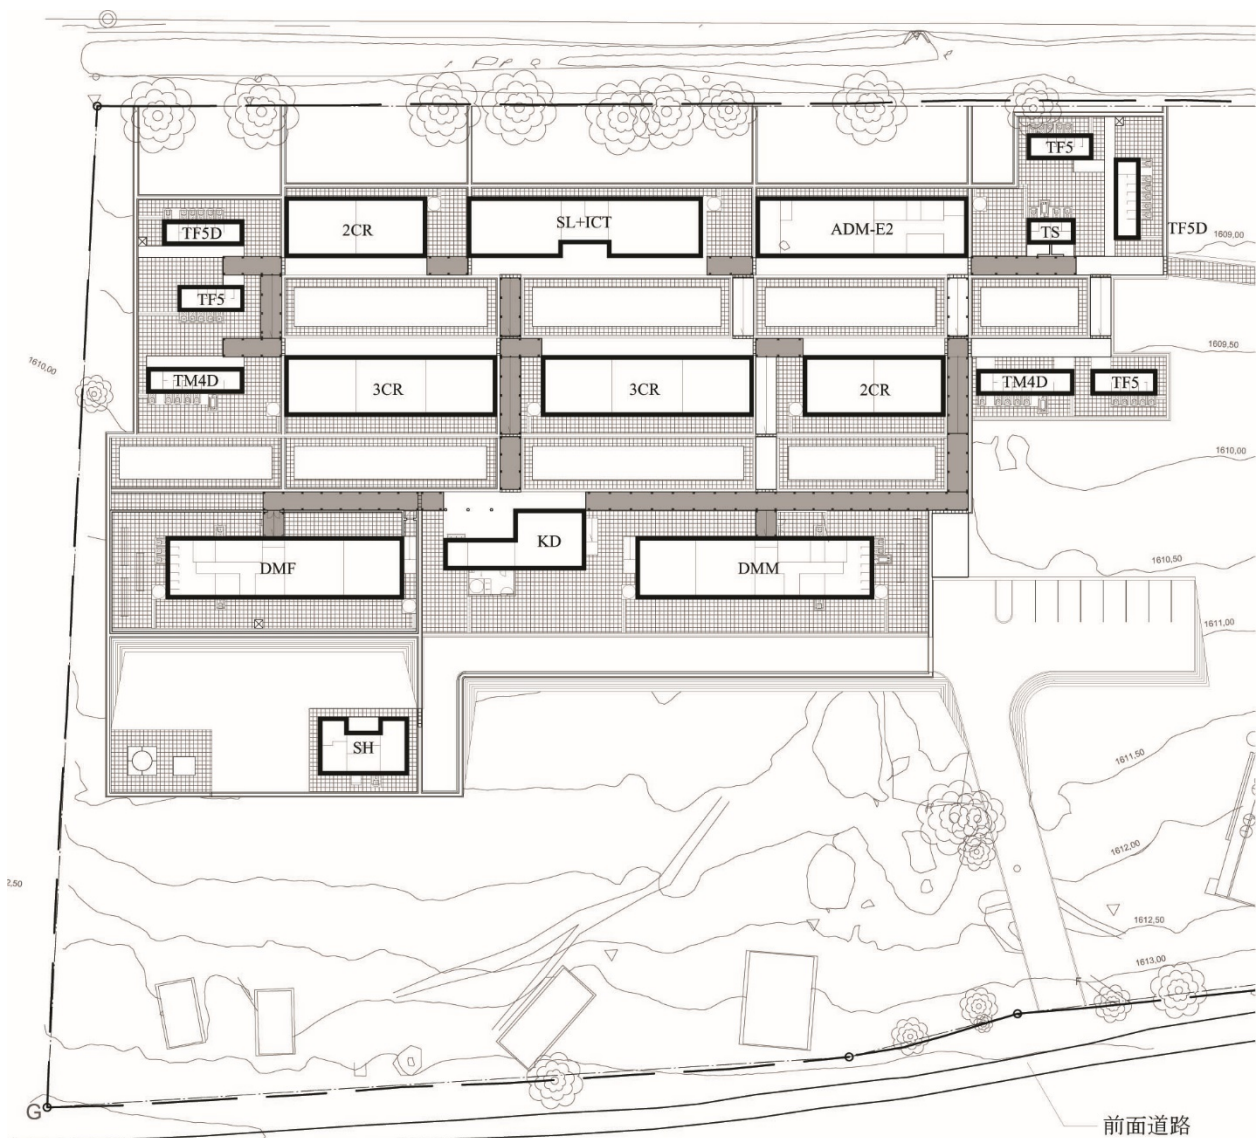 TF5
TF5D
2CR
SL+ICT
ADM-E2
TS
TF5D
1609,00
TF5
1609,50
1610,00
TM4D
3CR
3CR
2CR
TM4D
TF5
1610,00
DMF
KD
DMM
1610,50
1611,00
SH
1611,50
1612,00
2,50
1612,50
1613,00
F
G
前面道路